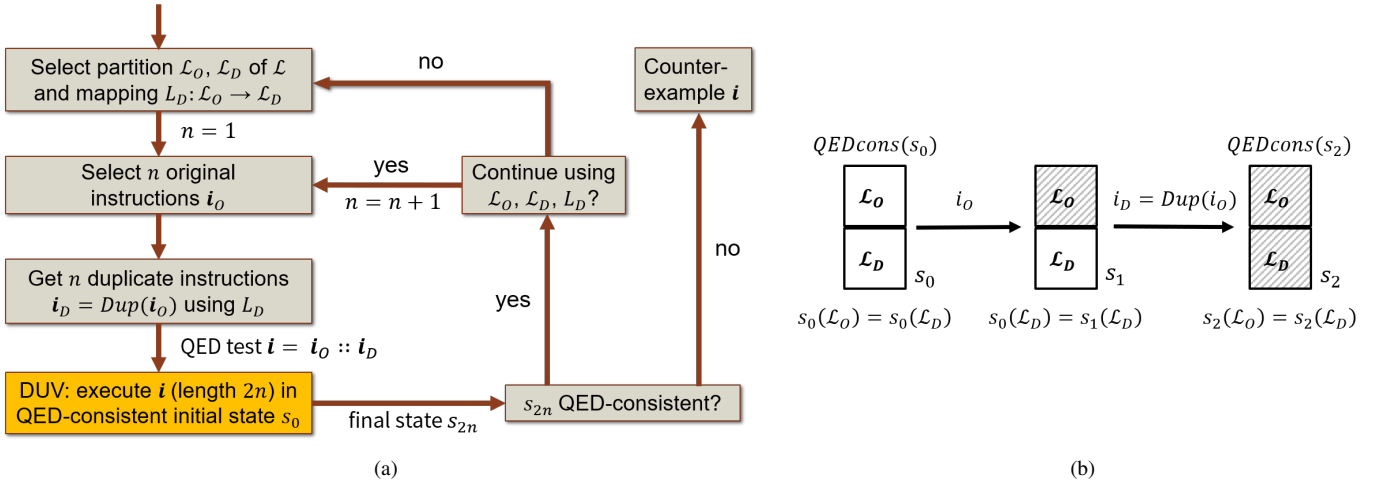 Select partition ℒ_O, ℒ_D of ℒ
and mapping L_D: ℒ_O → ℒ_D
no
Counter-
example i
n = 1
Select n original
instructions i_O
yes
n = n + 1
Continue using
ℒ_O, ℒ_D, L_D?
no
Get n duplicate instructions
i_D = Dup(i_O) using L_D
yes
QED test i = i_O :: i_D
DUV: execute i (length 2n) in
QED-consistent initial state s_0
final state s_2n
s_2n QED-consistent?
(a)
QEDcons(s_0)
QEDcons(s_2)
ℒ_O
i_O
ℒ_O
i_D = Dup(i_O)
ℒ_O
ℒ_D
s_0
ℒ_D
s_1
ℒ_D
s_2
s_0(ℒ_O) = s_0(ℒ_D)
s_0(ℒ_D) = s_1(ℒ_D)
s_2(ℒ_O) = s_2(ℒ_D)
(b)